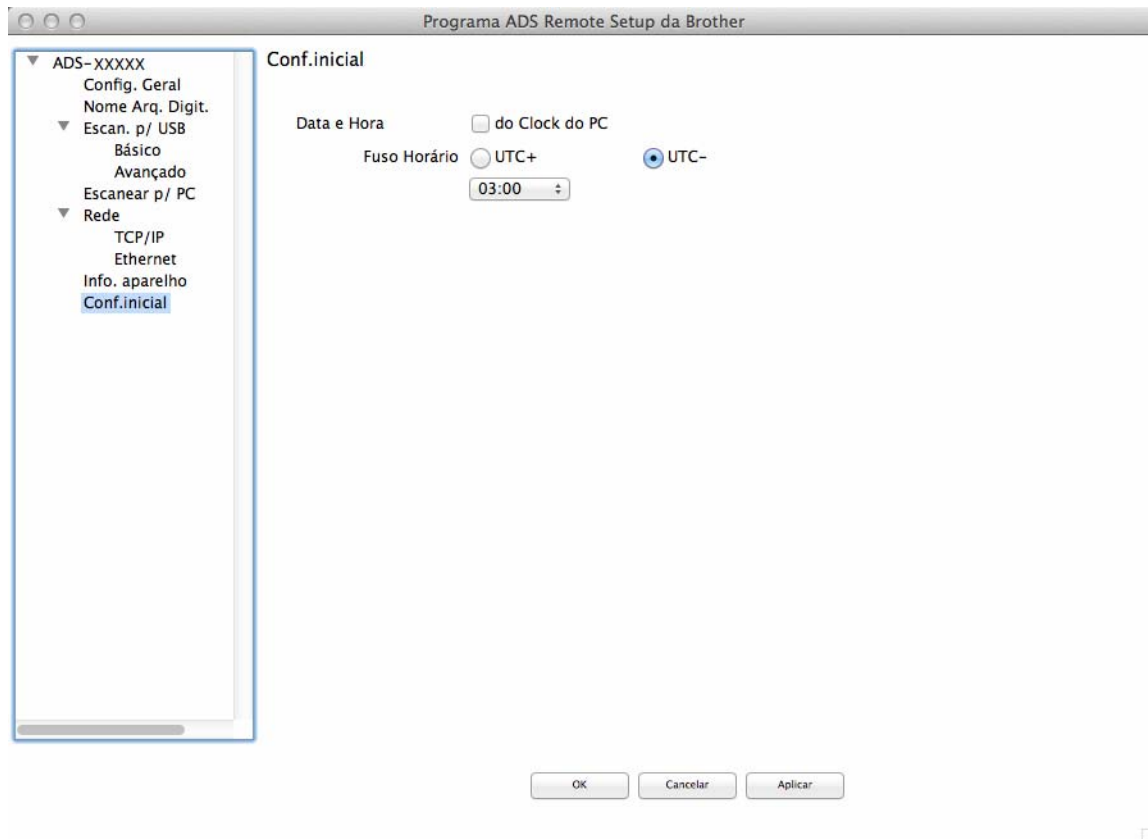 Programa ADS Remote Setup da Brother
ADS-XXXXX
Config. Geral
Nome Arq. Digit.
Escan. p/ USB
Básico
Avançado
Escanear p/ PC
Rede
TCP/IP
Ethernet
Info. aparelho
Conf.inicial
Conf.inicial
Data e Hora do Clock do PC
Fuso Horário UTC+ UTC-
03:00
OK Cancelar Aplicar